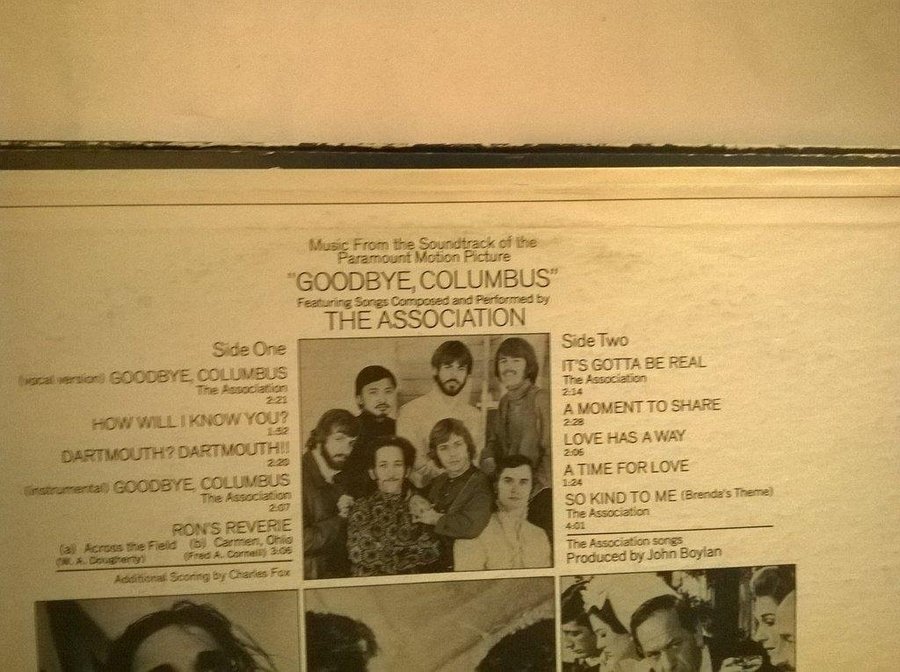 Music From the Soundtrack of the
Paramount Motion Picture
"GOODBYE, COLUMBUS"
Featuring Songs Composed and Performed by
THE ASSOCIATION
Side One
(vocal version) GOODBYE, COLUMBUS
The Association
2:21
HOW WILL I KNOW YOU?
1:52
DARTMOUTH? DARTMOUTH!!
2:20
(instrumental) GOODBYE, COLUMBUS
The Association
2:07
RON'S REVERIE
(a) Across the Field (b) Carmen, Ohio
(W. A. Dougherty) (Fred A. Cornell) 3:06
Additional Scoring by Charles Fox
Side Two
IT'S GOTTA BE REAL
The Association
2:14
A MOMENT TO SHARE
2:28
LOVE HAS A WAY
2:06
A TIME FOR LOVE
1:24
SO KIND TO ME (Brenda's Theme)
The Association
4:01
The Association songs
Produced by John Boylan